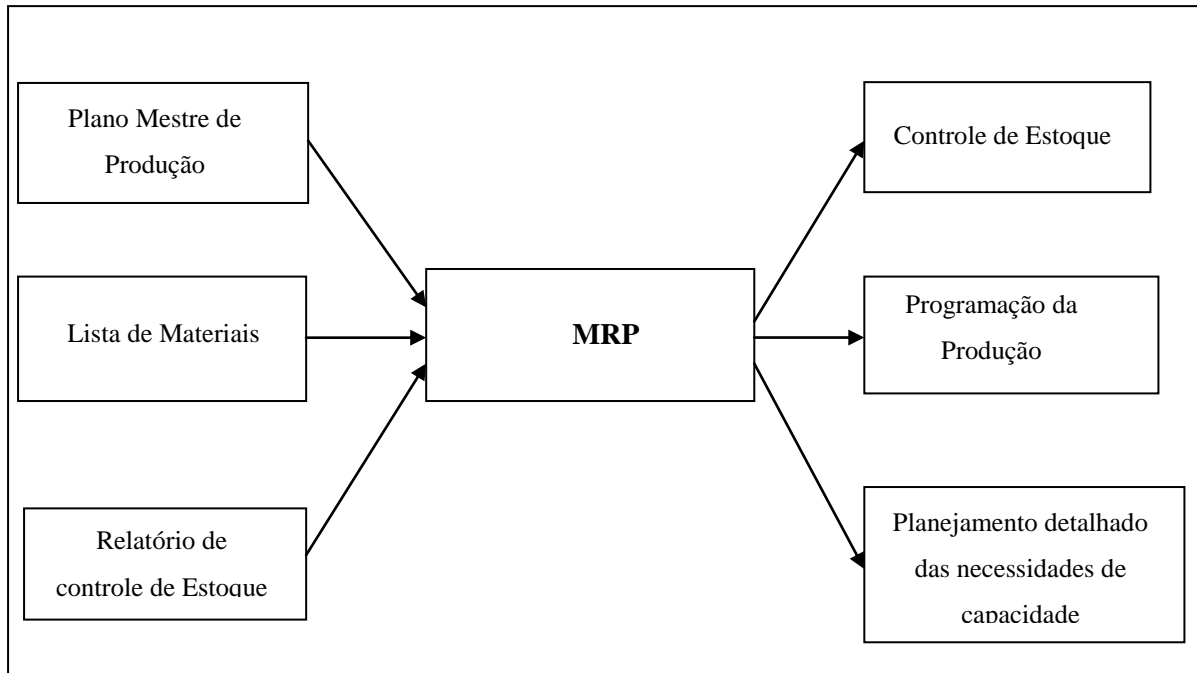 Plano Mestre de
Produção
Lista de Materiais
Relatório de
controle de Estoque
MRP
Controle de Estoque
Programação da
Produção
Planejamento detalhado
das necessidades de
capacidade